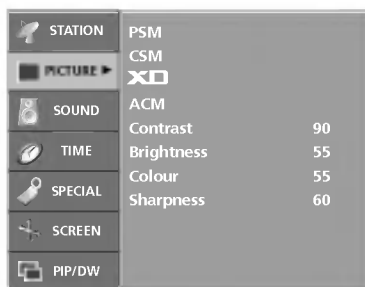 STATION
PICTURE ►
SOUND
TIME
SPECIAL
SCREEN
PIP/DW
PSM
CSM
XD
ACM
Contrast 90
Brightness 55
Colour 55
Sharpness 60